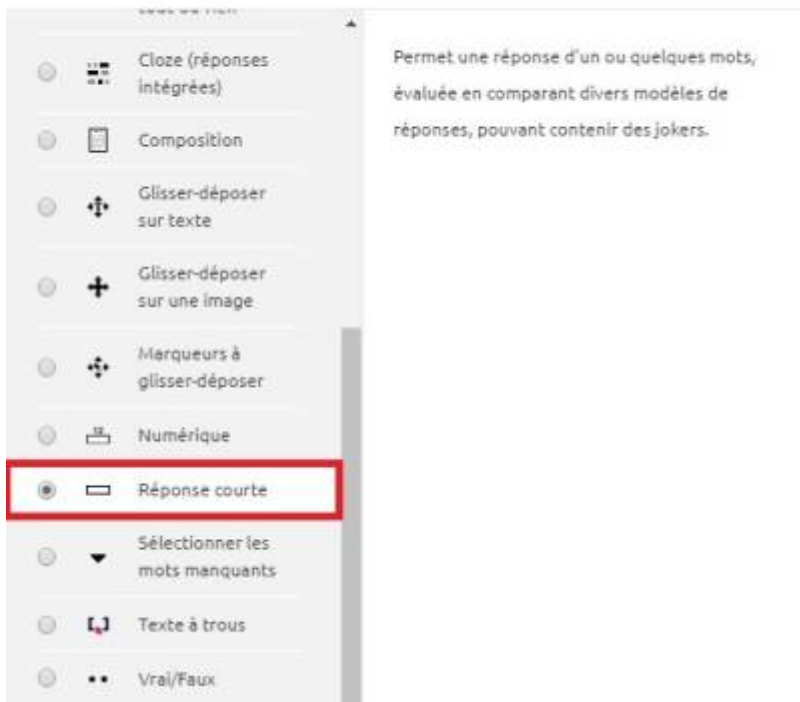 Cloze (réponses
intégrées)
Composition
Glisser-déposer
sur texte
Glisser-déposer
sur une image
Marqueurs à
glisser-déposer
Numérique
Réponse courte
Sélectionner les
mots manquants
Texte à trous
Vrai/Faux
Permet une réponse d'un ou quelques mots,
évaluée en comparant divers modèles de
réponses, pouvant contenir des jokers.